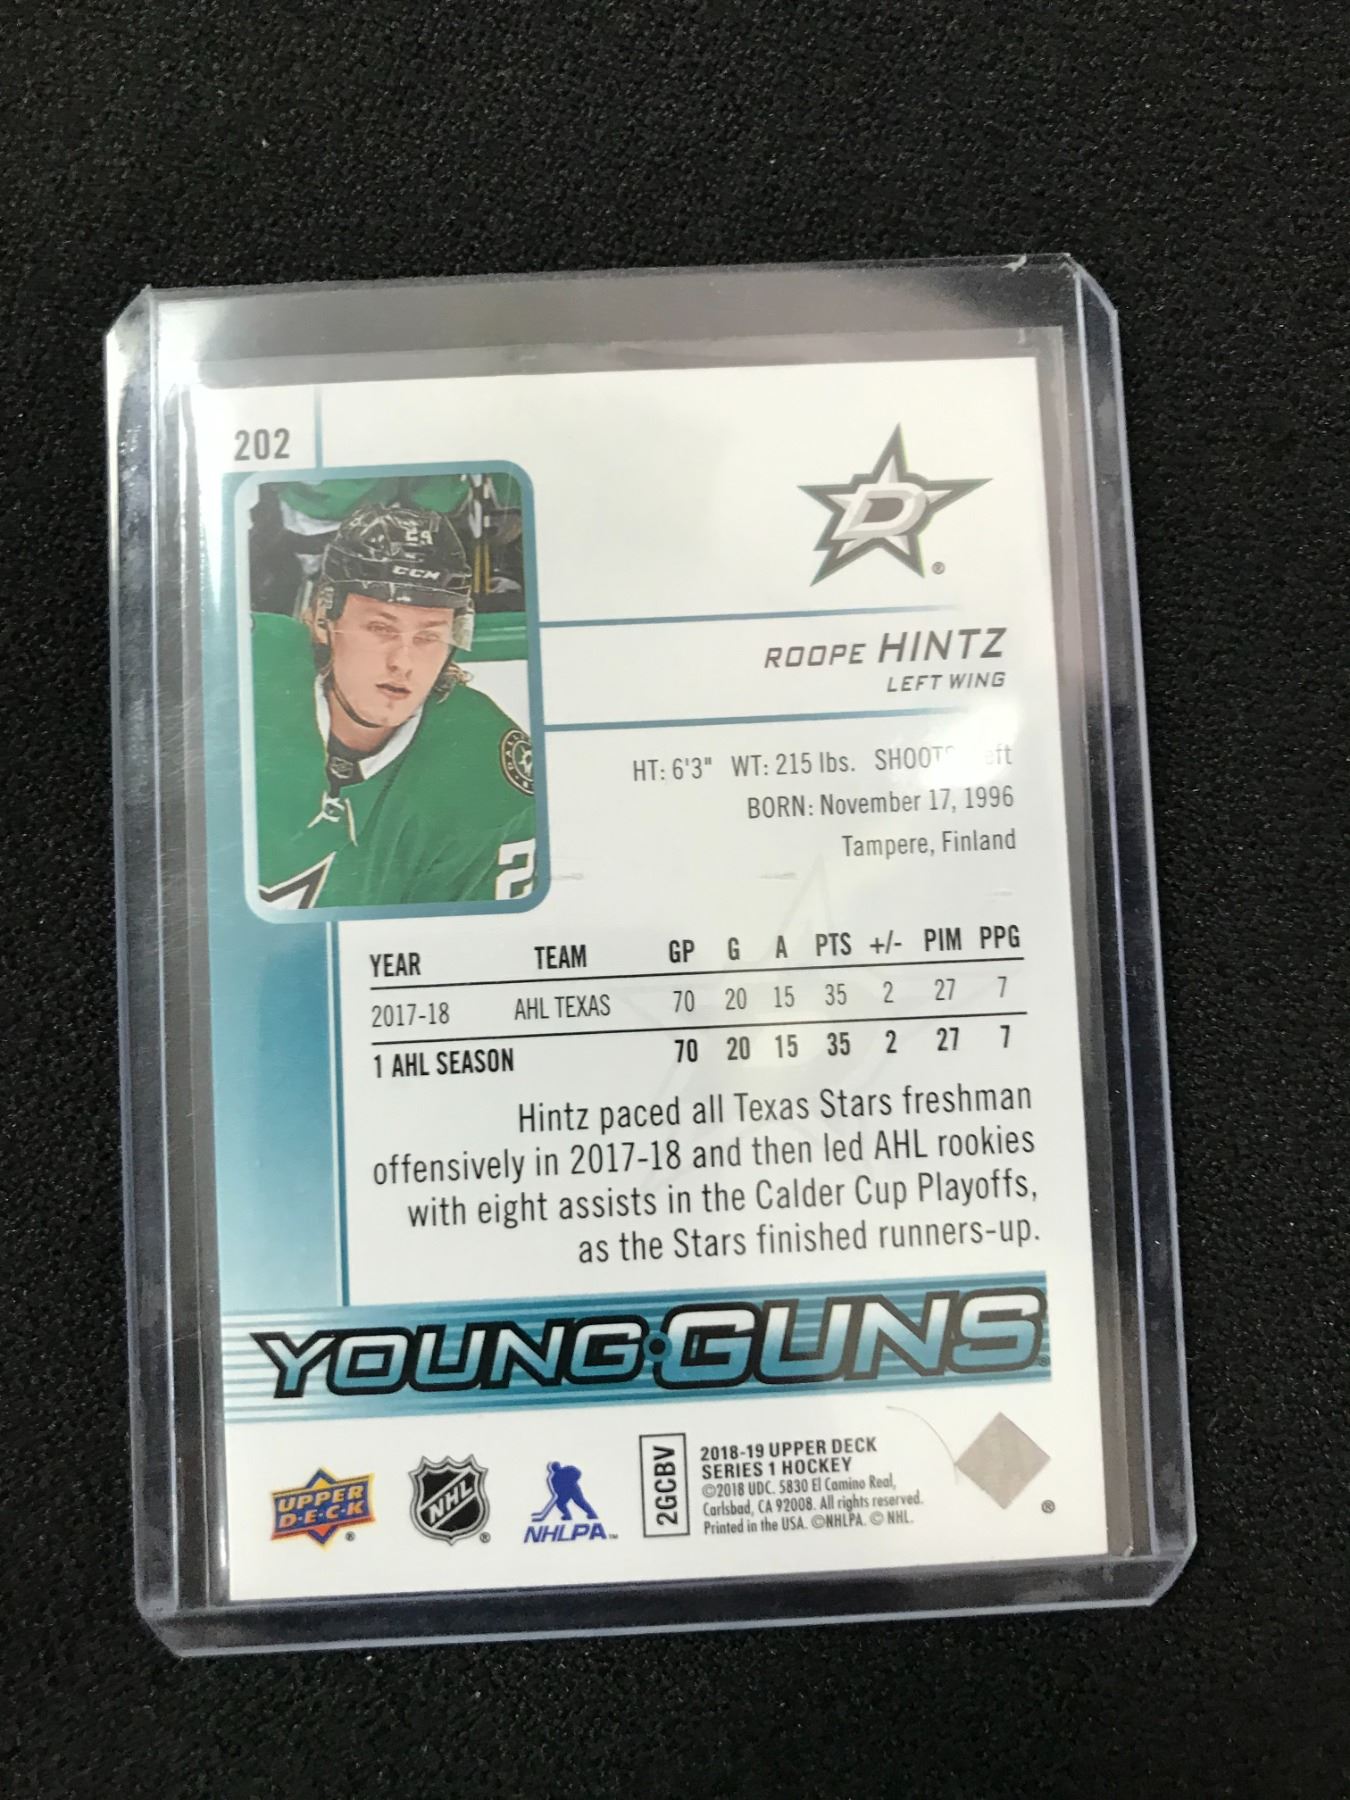 202
24
CCM
D
®
ROOPE HINTZ
LEFT WING
HT: 6'3" WT: 215 lbs.
BORN: November 17, 1996
Tampere, Finland
YEAR TEAM GP G A PTS +/- PIM PPG
2017-18 AHL TEXAS 70 20 15 35 2 27 7
1 AHL SEASON 70 20 15 35 2 27 7
Hintz paced all Texas Stars freshman
offensively in 2017-18 and then led AHL rookies
with eight assists in the Calder Cup Playoffs,
as the Stars finished runners-up.
YOUNG·GUNS®
UPPER
D·E·C·K
®
NHL
®
NHLPA™
2GCBV
2018-19 UPPER DECK
SERIES 1 HOCKEY
©2018 UDC. 5830 El Camino Real,
Carlsbad, CA 92008. All rights reserved.
Printed in the USA. ©NHLPA. © NHL.
®